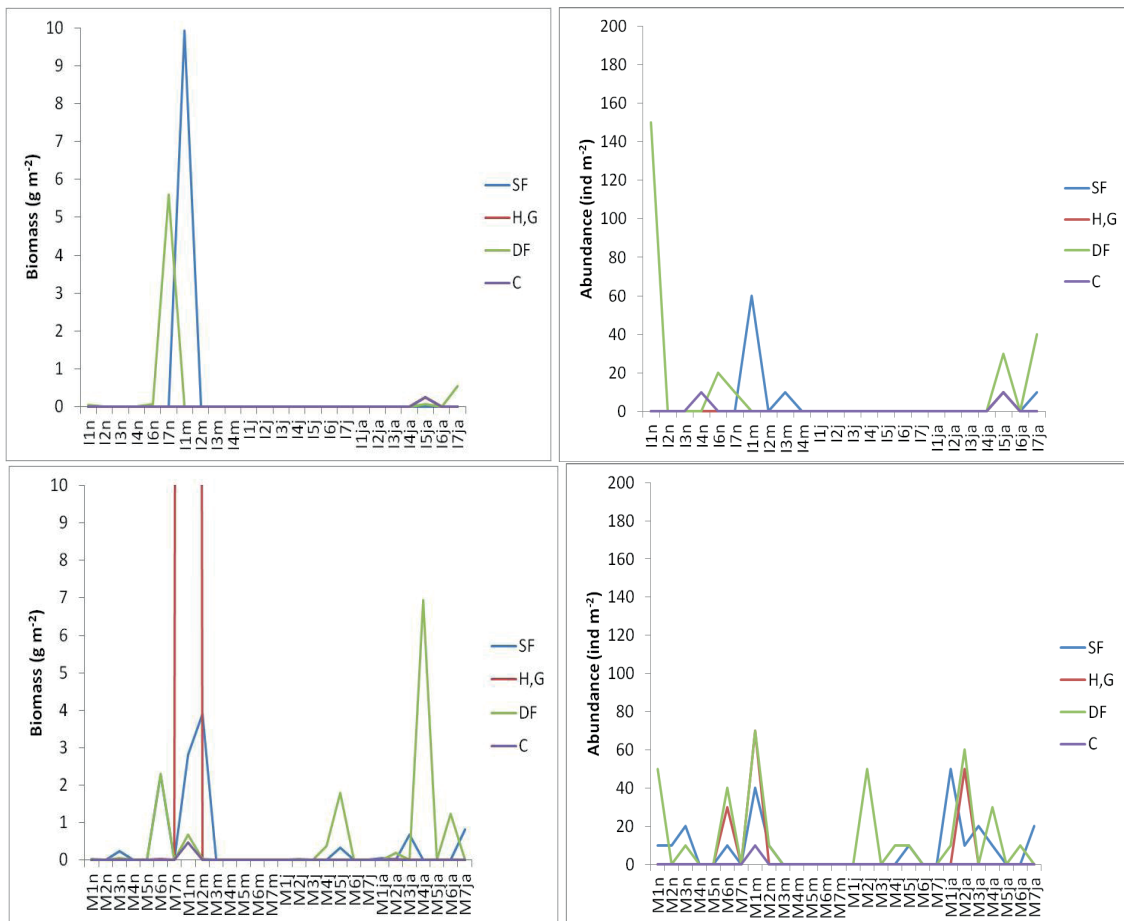 Biomass (g m⁻²)
10
9
8
7
6
5
4
3
2
1
0
I1n
I2n
I3n
I4n
I6n
I7n
I1m
I2m
I3m
I4m
I1j
I2j
I3j
I4j
I5j
I6j
I7j
I1ja
I2ja
I3ja
I4ja
I5ja
I6ja
I7ja
SF
H,G
DF
C
Abundance (ind m⁻²)
200
180
160
140
120
100
80
60
40
20
0
I1n
I2n
I3n
I4n
I6n
I7n
I1m
I2m
I3m
I4m
I1j
I2j
I3j
I4j
I5j
I6j
I7j
I1ja
I2ja
I3ja
I4ja
I5ja
I6ja
I7ja
SF
H,G
DF
C
Biomass (g m⁻²)
10
9
8
7
6
5
4
3
2
1
0
M1n
M2n
M3n
M4n
M5n
M6n
M7n
M1m
M2m
M3m
M4m
M5m
M6m
M7m
M1j
M2j
M3j
M4j
M5j
M6j
M7j
M1ja
M2ja
M3ja
M4ja
M5ja
M6ja
M7ja
SF
H,G
DF
C
Abundance (ind m⁻²)
200
180
160
140
120
100
80
60
40
20
0
M1n
M2n
M3n
M4n
M5n
M6n
M7n
M1m
M2m
M3m
M4m
M5m
M6m
M7m
M1j
M2j
M3j
M4j
M5j
M6j
M7j
M1ja
M2ja
M3ja
M4ja
M5ja
M6ja
M7ja
SF
H,G
DF
C